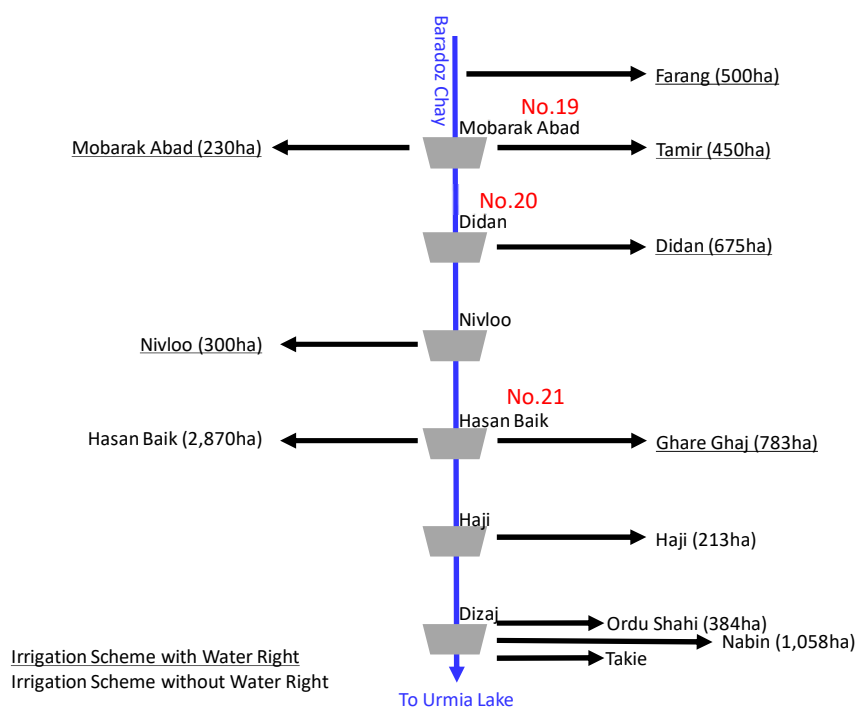 Baradoz Chay
Farang (500ha)
No.19
Mobarak Abad
Mobarak Abad (230ha)
Tamir (450ha)
No.20
Didan
Didan (675ha)
Nivloo
Nivloo (300ha)
No.21
Hasan Baik
Hasan Baik (2,870ha)
Ghare Ghaj (783ha)
Haji
Haji (213ha)
Dizaj
Ordu Shahi (384ha)
Nabin (1,058ha)
Takie
Irrigation Scheme with Water Right
Irrigation Scheme without Water Right
To Urmia Lake